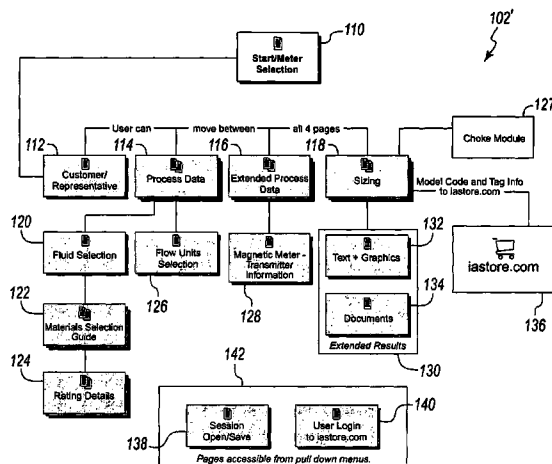 110
102'
Start/Meter
Selection
127
User can
move between
all 4 pages
112
114
116
118
Choke Module
Customer/
Representative
Process Data
Extended Process
Data
Sizing
Model Code and Tag Info
to iastore.com
120
132
Fluid Selection
Flow Units
Selection
Magnetic Meter -
Transmitter
Information
Text + Graphics
iastore.com
126
128
134
136
122
Materials Selection
Guide
Documents
124
Extended Results
130
Rating Details
142
140
Session
Open/Save
User Login
to iastore.com
138
Pages accessible from pull down menus.